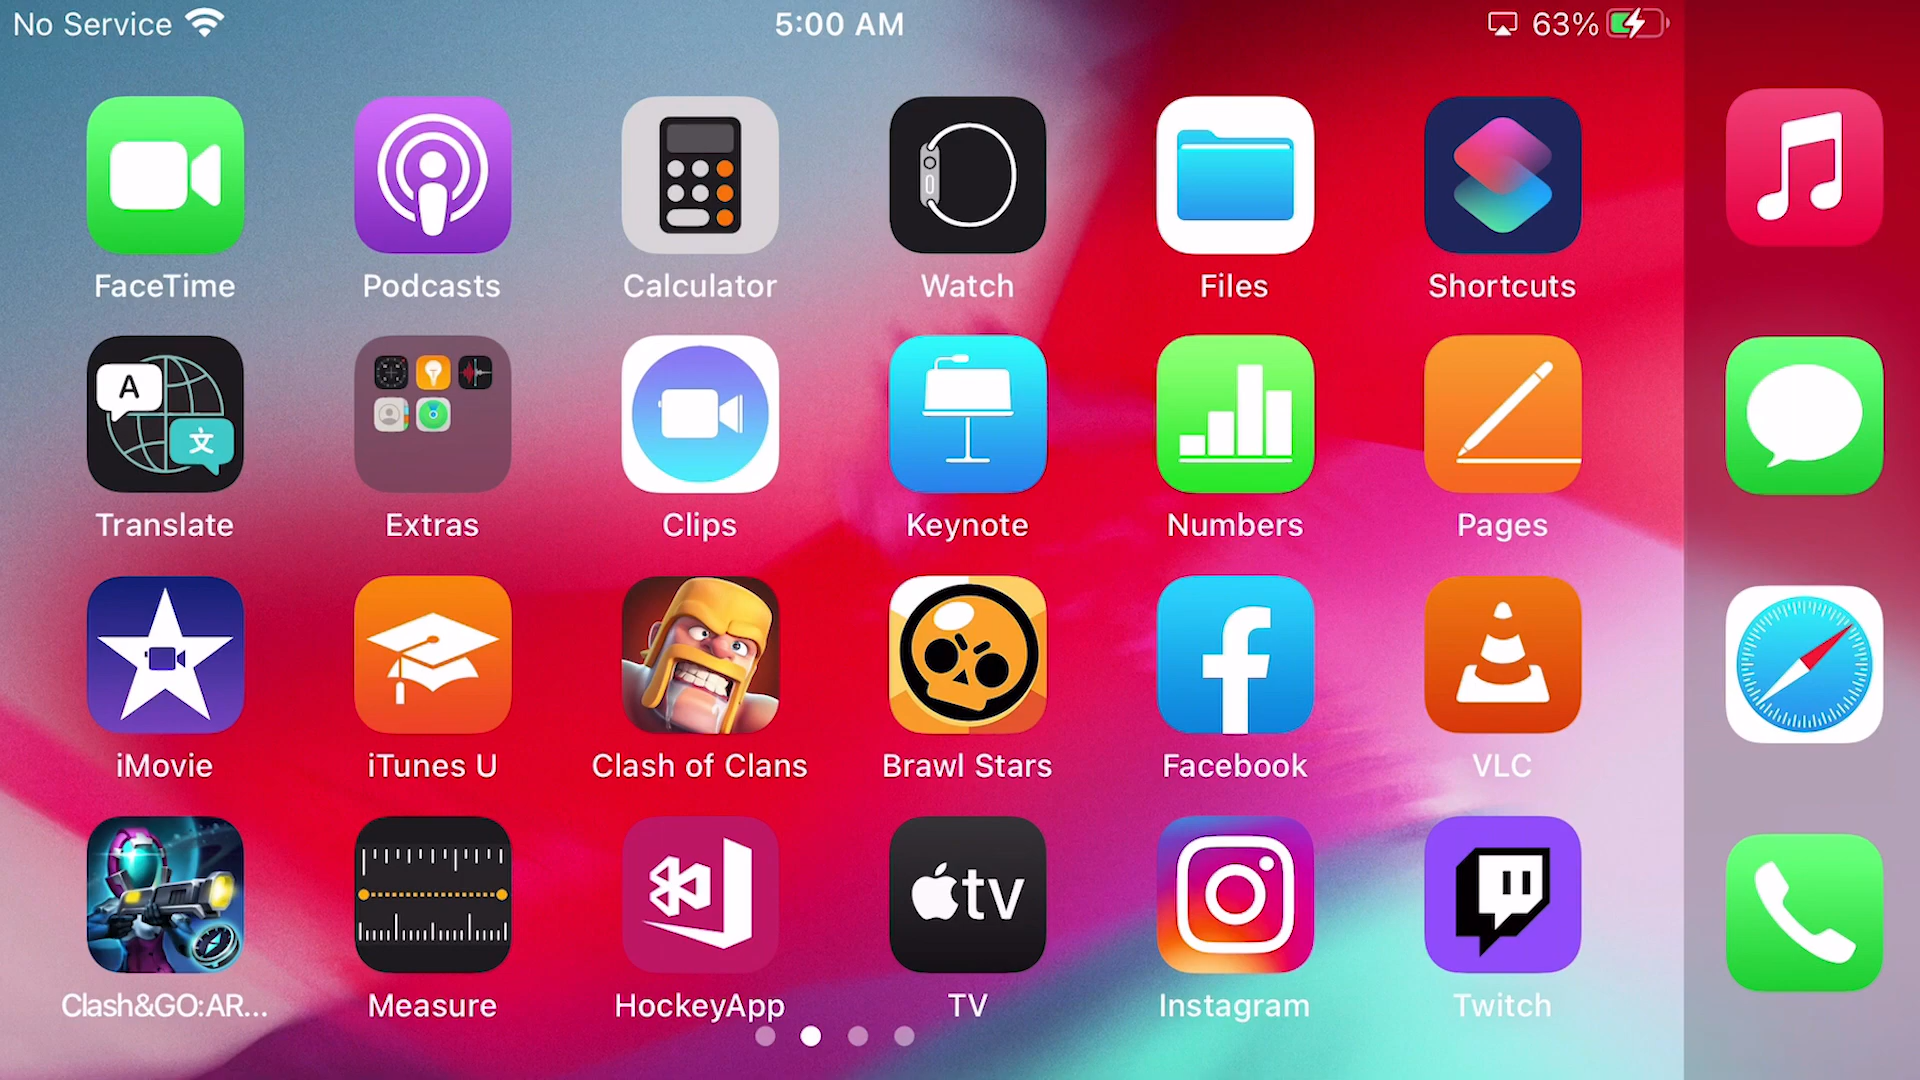 No Service
5:00 AM
63%
FaceTime
Podcasts
Calculator
Watch
Files
Shortcuts
A
文
Translate
Extras
Clips
Keynote
Numbers
Pages
iMovie
iTunes U
Clash of Clans
Brawl Stars
f
Facebook
VLC
tv
Clash&GO:AR...
Measure
HockeyApp
TV
Instagram
Twitch